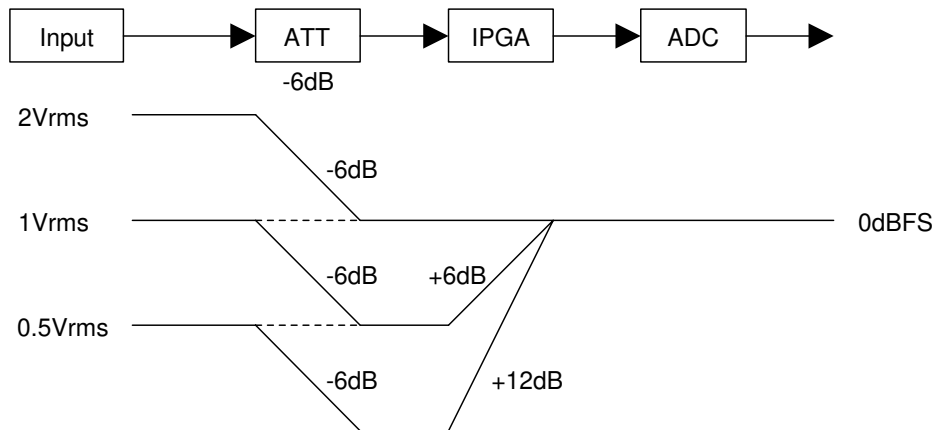 Input ATT IPGA ADC
-6dB
2Vrms
-6dB
1Vrms 0dBFS
-6dB +6dB
0.5Vrms
-6dB +12dB